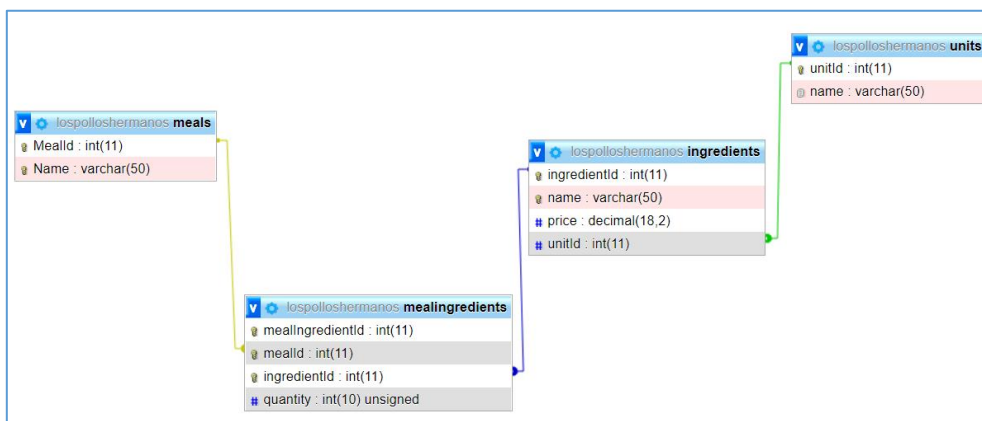 v lospolloshermanos meals
MealId : int(11)
Name : varchar(50)
v lospolloshermanos mealingredients
mealIngredientId : int(11)
mealId : int(11)
ingredientId : int(11)
# quantity : int(10) unsigned
v lospolloshermanos ingredients
ingredientId : int(11)
name : varchar(50)
# price : decimal(18,2)
# unitId : int(11)
v lospolloshermanos units
unitId : int(11)
name : varchar(50)